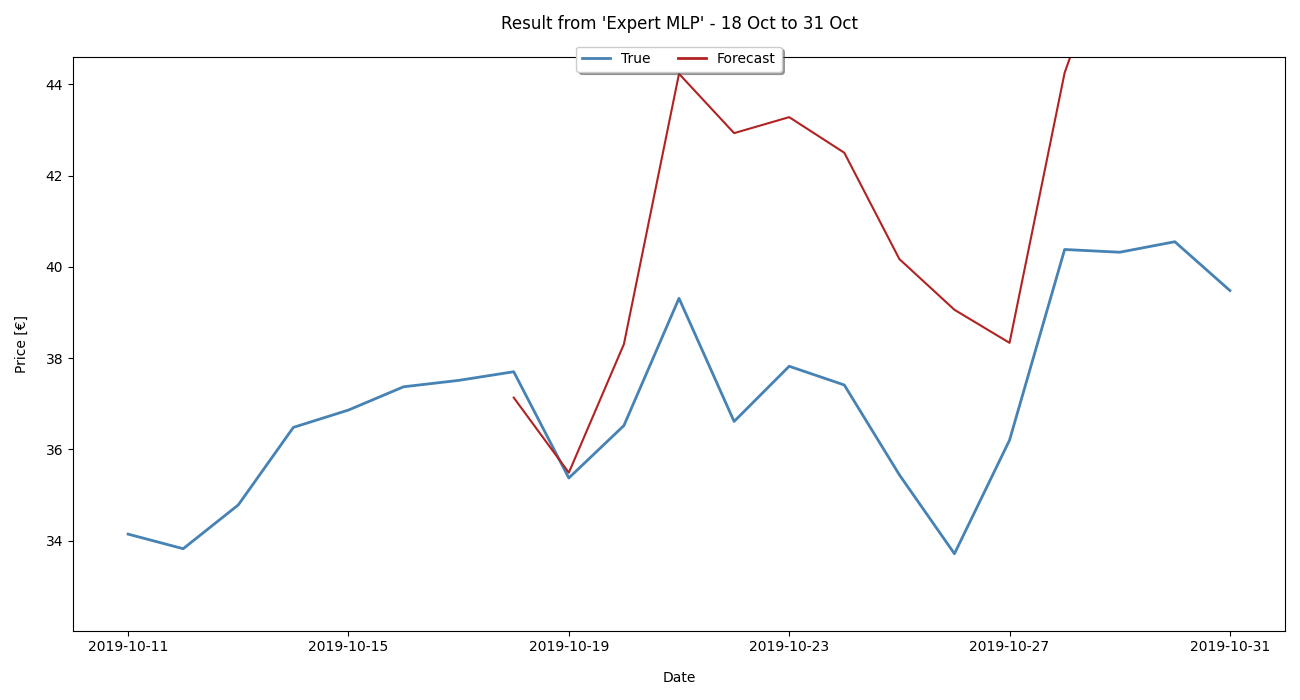 Result from 'Expert MLP' - 18 Oct to 31 Oct
True
Forecast
44
42
40
38
36
34
Price [€]
2019-10-11
2019-10-15
2019-10-19
2019-10-23
2019-10-27
2019-10-31
Date